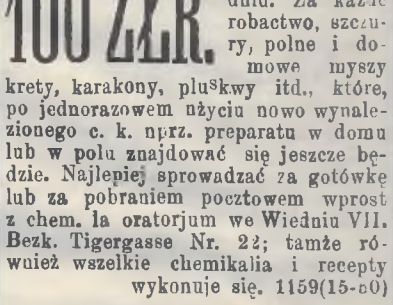 100 ZŁR.
dniu. Za każde
robactwo, szczu-
ry, polne i do-
mowe myszy
krety, karakony, pluskwy itd., które,
po jednorazowem użyciu nowo wynale-
zionego c. k. uprz. preparatu w domu
lub w polu znajdować się jeszcze bę-
dzie. Najlepiej sprowadzać za gotówkę
lub za pobraniem pocztowem wprost
z chem. la oratorjum we Wiedniu VII.
Bezk. Tigergasse Nr. 22; tamże ró-
wnież wszelkie chemikalia i recepty
wykonuje się. 1159(15-50)